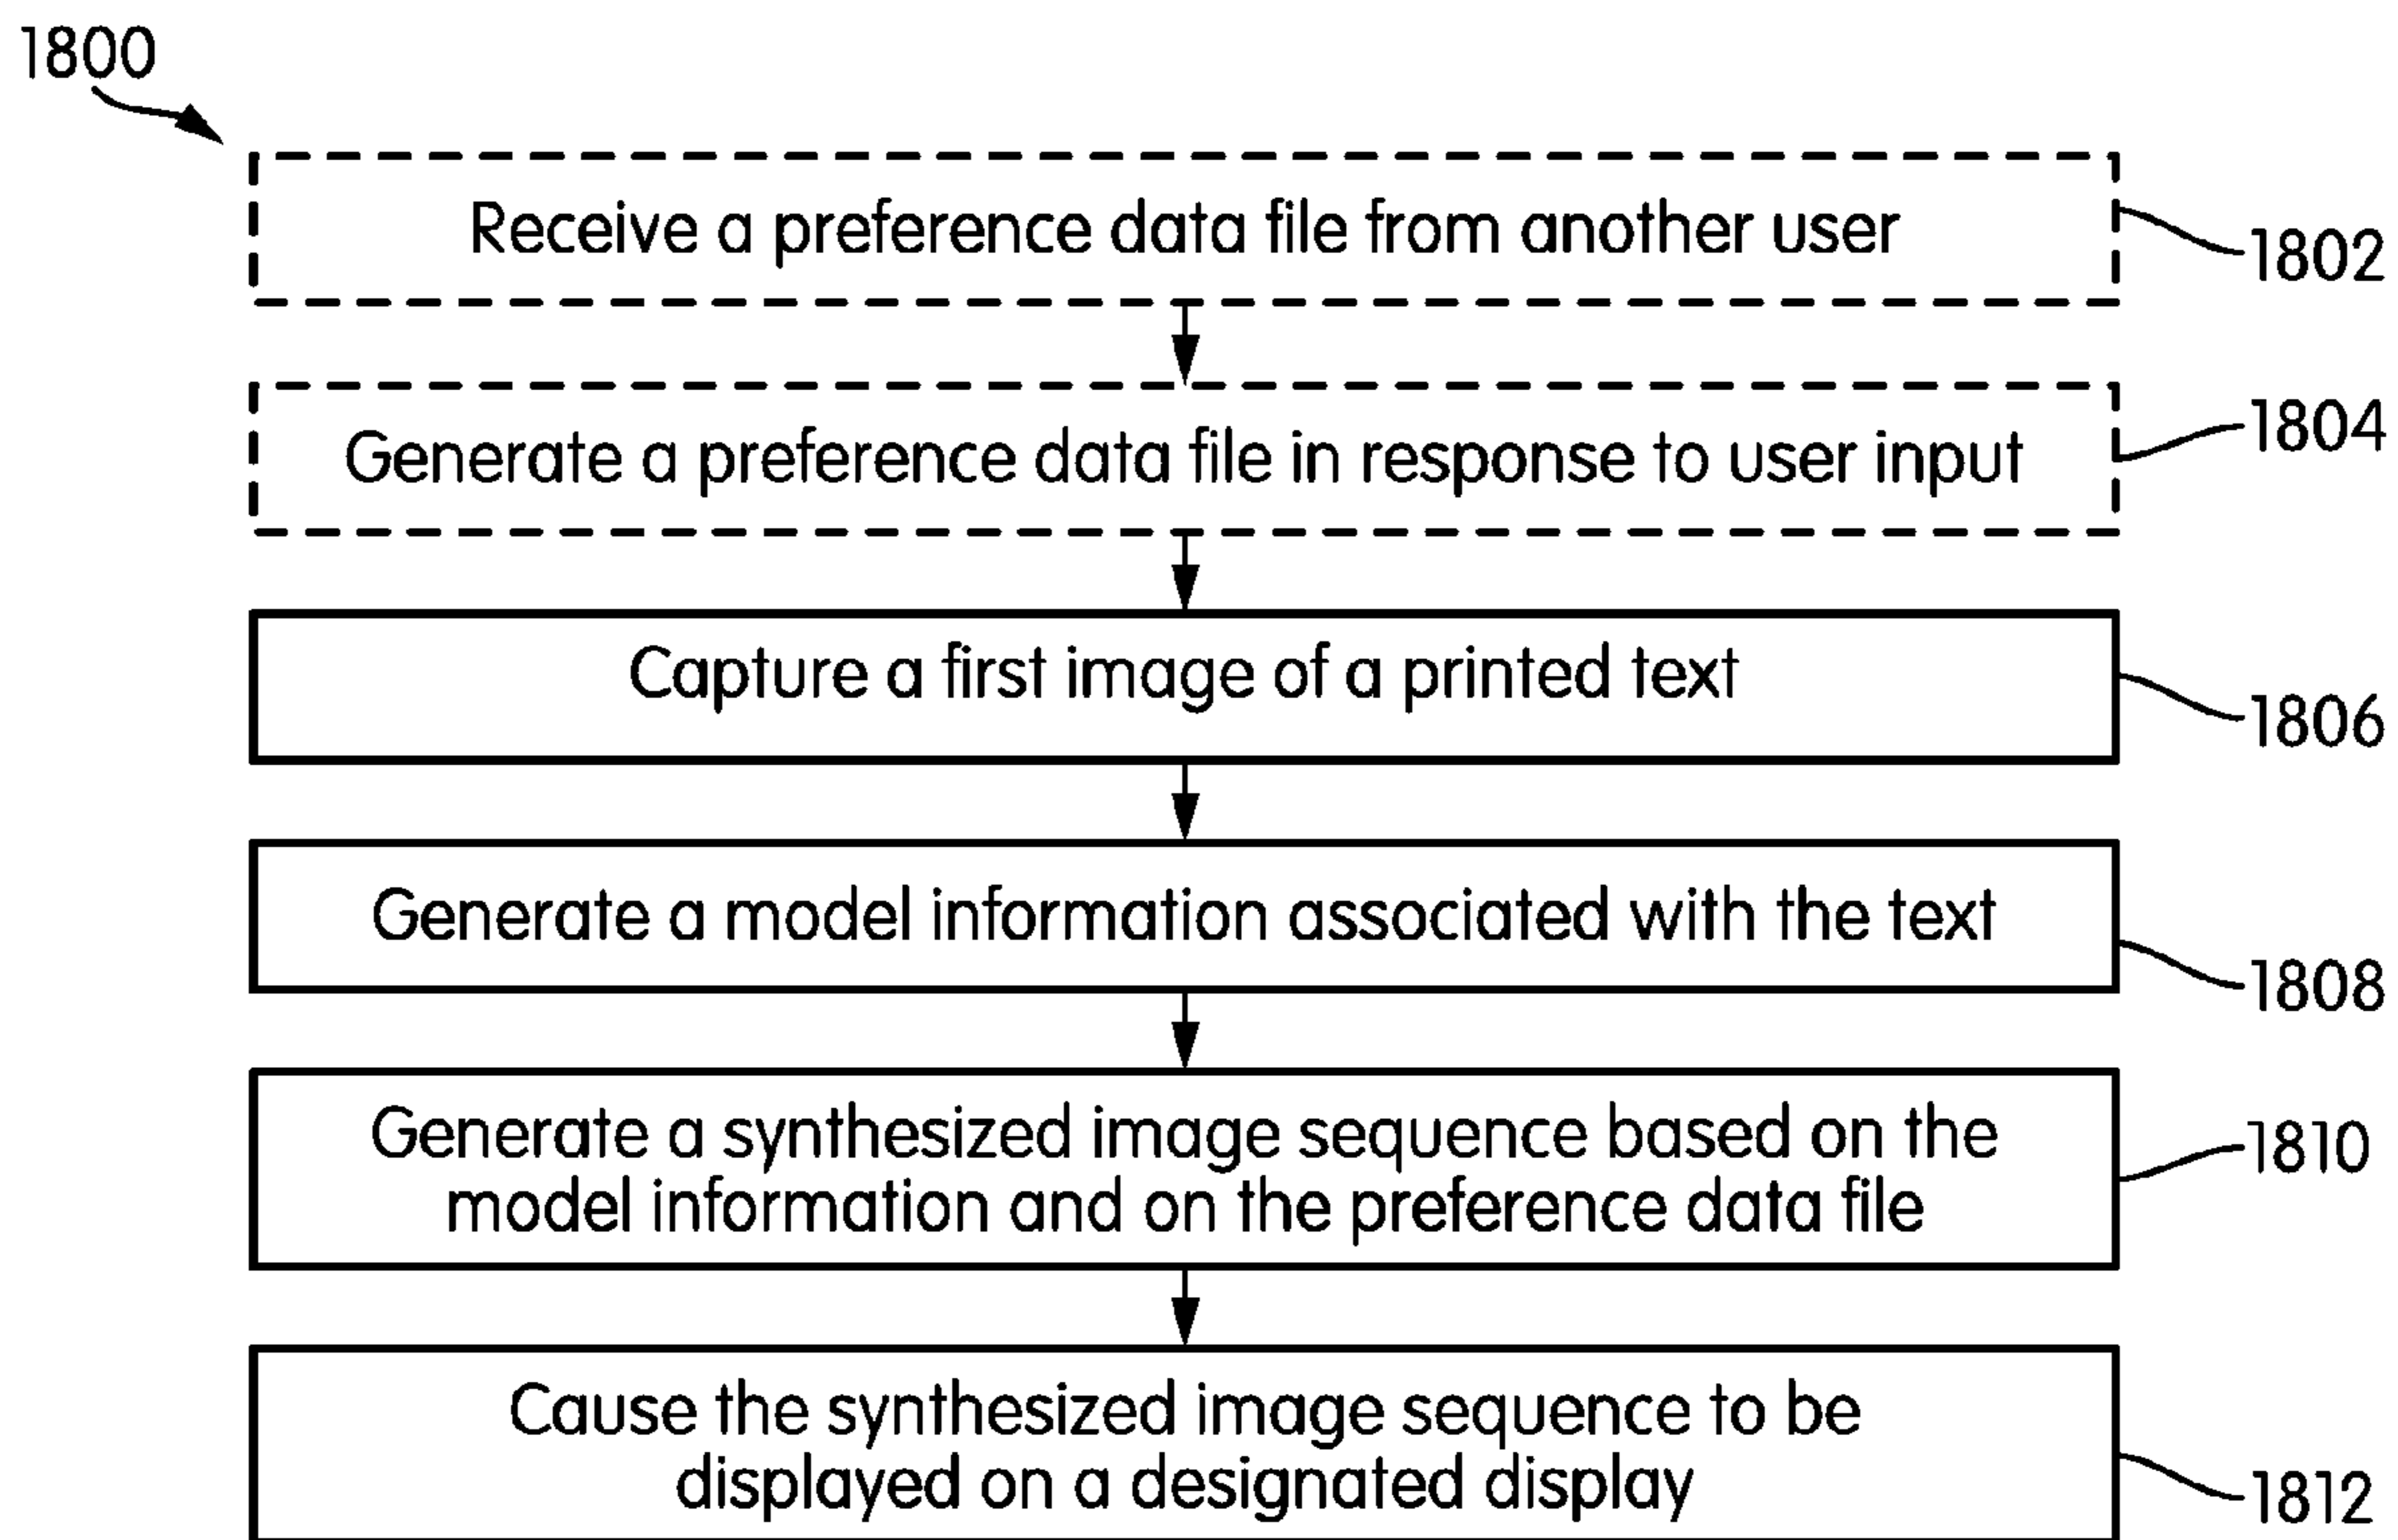 1800
Receive a preference data file from another user
1802
Generate a preference data file in response to user input
1804
Capture a first image of a printed text
1806
Generate a model information associated with the text
1808
Generate a synthesized image sequence based on the
model information and on the preference data file
1810
Cause the synthesized image sequence to be
displayed on a designated display
1812